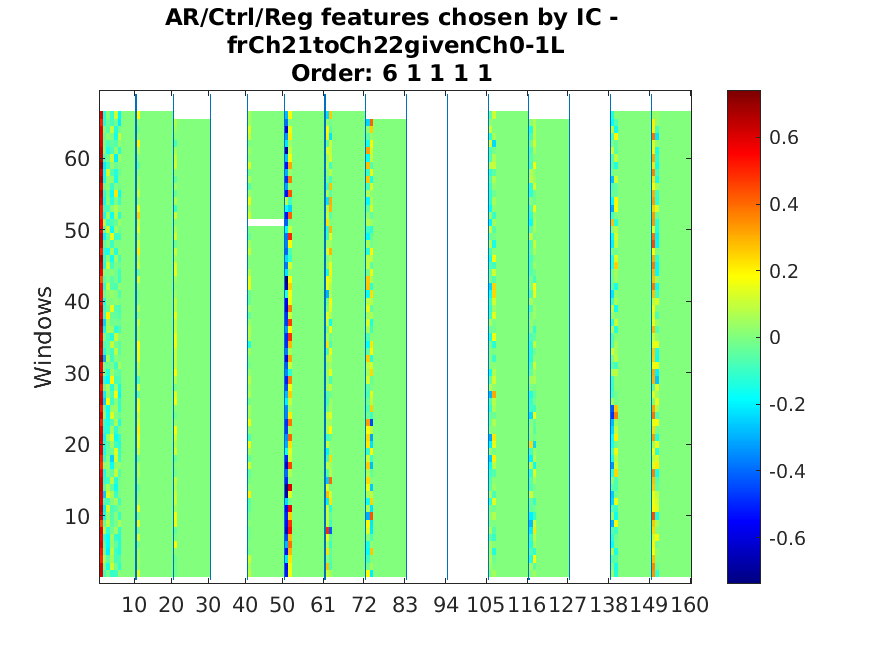 AR/Ctrl/Reg features chosen by IC -
frCh21toCh22givenCh0-1L
Order: 6 1 1 1 1
Windows
60
50
40
30
20
10
10 20 30 40 50 61 72 83 94 105 116 127 138 149 160
0.6
0.4
0.2
0
-0.2
-0.4
-0.6